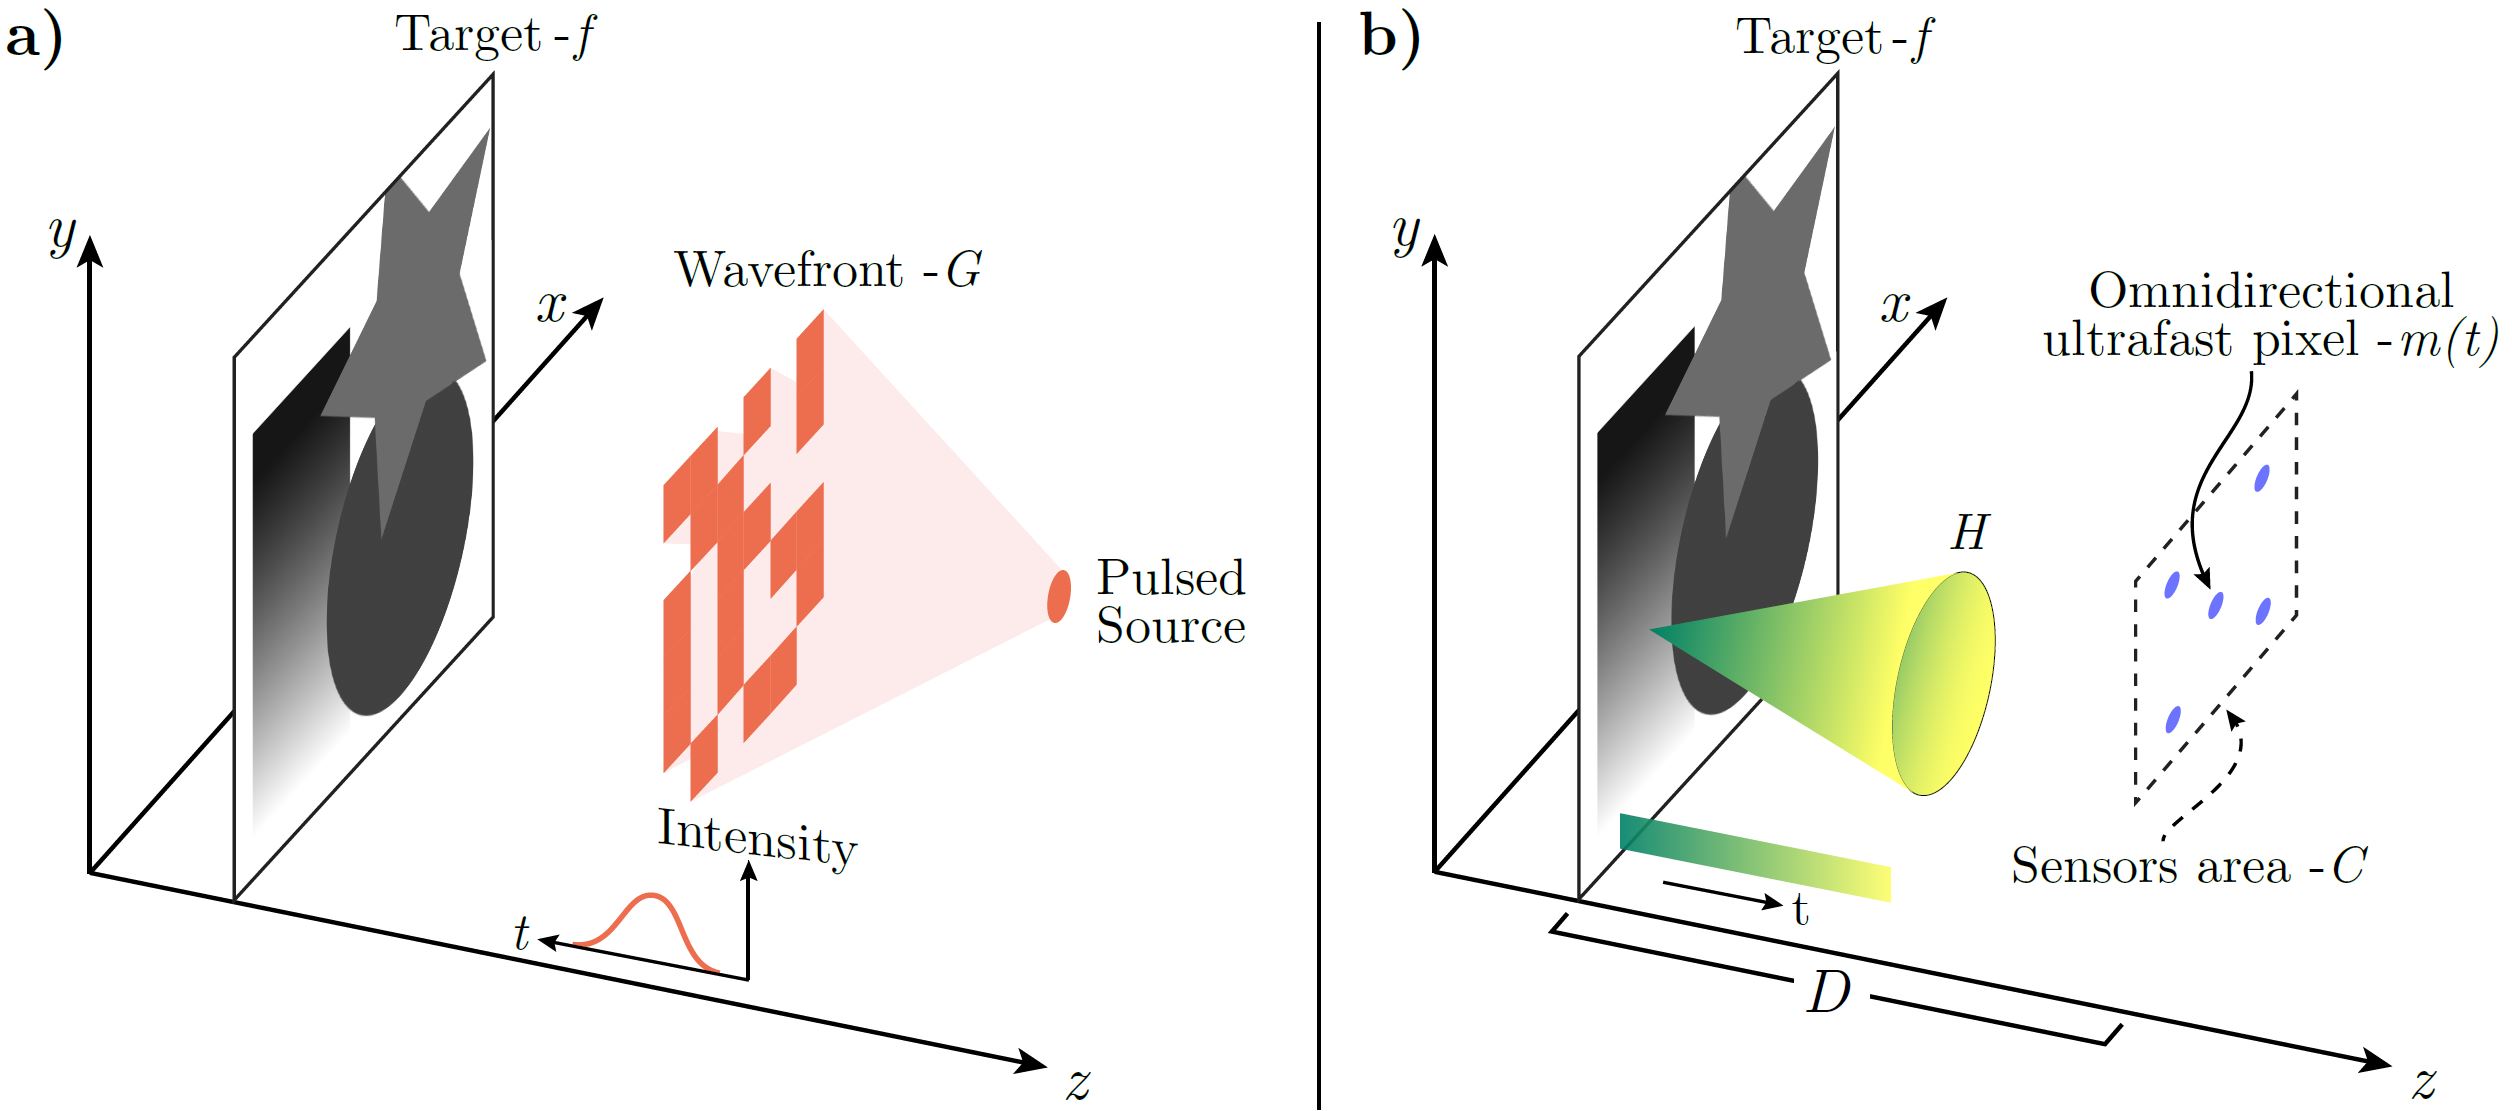 a)
Target -f
y
x
Wavefront -G
Pulsed
Source
Intensity
t
z
b)
Target -f
y
x
Omnidirectional
ultrafast pixel -m(t)
H
Sensors area -C
t
D
z